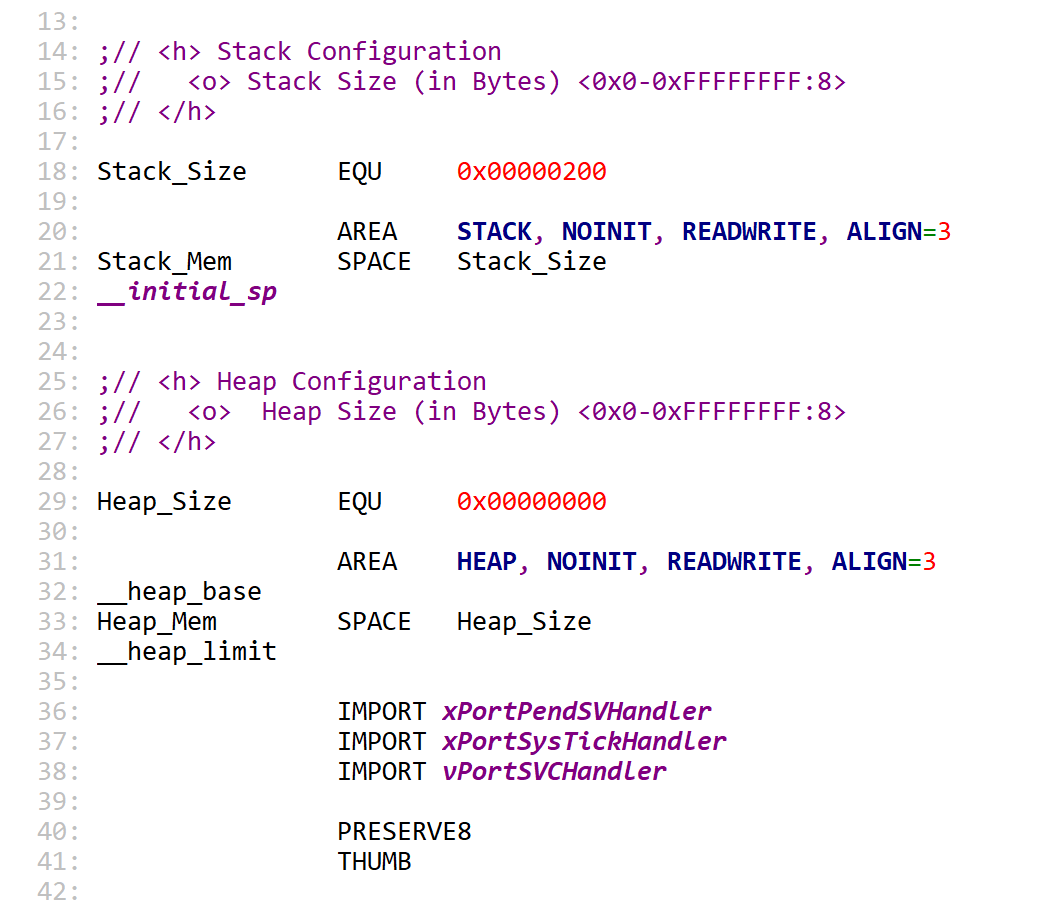 13:
14: ;// <h> Stack Configuration
15: ;//   <o> Stack Size (in Bytes) <0x0-0xFFFFFFFF:8>
16: ;// </h>
17:
18: Stack_Size      EQU     0x00000200
19:
20:                 AREA    STACK, NOINIT, READWRITE, ALIGN=3
21: Stack_Mem       SPACE   Stack_Size
22: __initial_sp
23:
24:
25: ;// <h> Heap Configuration
26: ;//   <o>  Heap Size (in Bytes) <0x0-0xFFFFFFFF:8>
27: ;// </h>
28:
29: Heap_Size       EQU     0x00000000
30:
31:                 AREA    HEAP, NOINIT, READWRITE, ALIGN=3
32: __heap_base
33: Heap_Mem        SPACE   Heap_Size
34: __heap_limit
35:
36:                 IMPORT xPortPendSVHandler
37:                 IMPORT xPortSysTickHandler
38:                 IMPORT vPortSVCHandler
39:
40:                 PRESERVE8
41:                 THUMB
42: